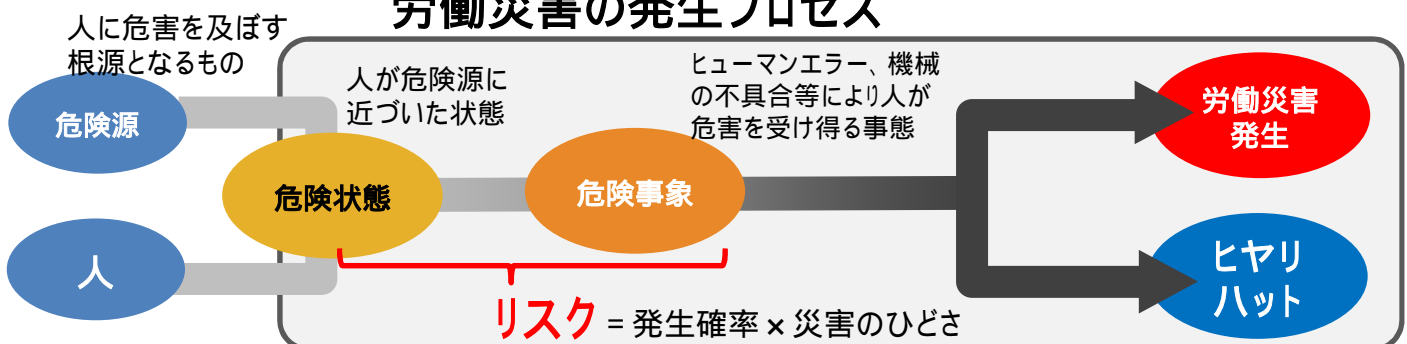 労働災害の発生プロセス
人に危害を及ぼす
根源となるもの
危険源
人
人が危険源に
近づいた状態
危険状態
ヒューマンエラー、機械
の不具合等により人が
危害を受け得る事態
危険事象
労働災害
発生
ヒヤリ
ハット
リスク = 発生確率 × 災害のひどさ